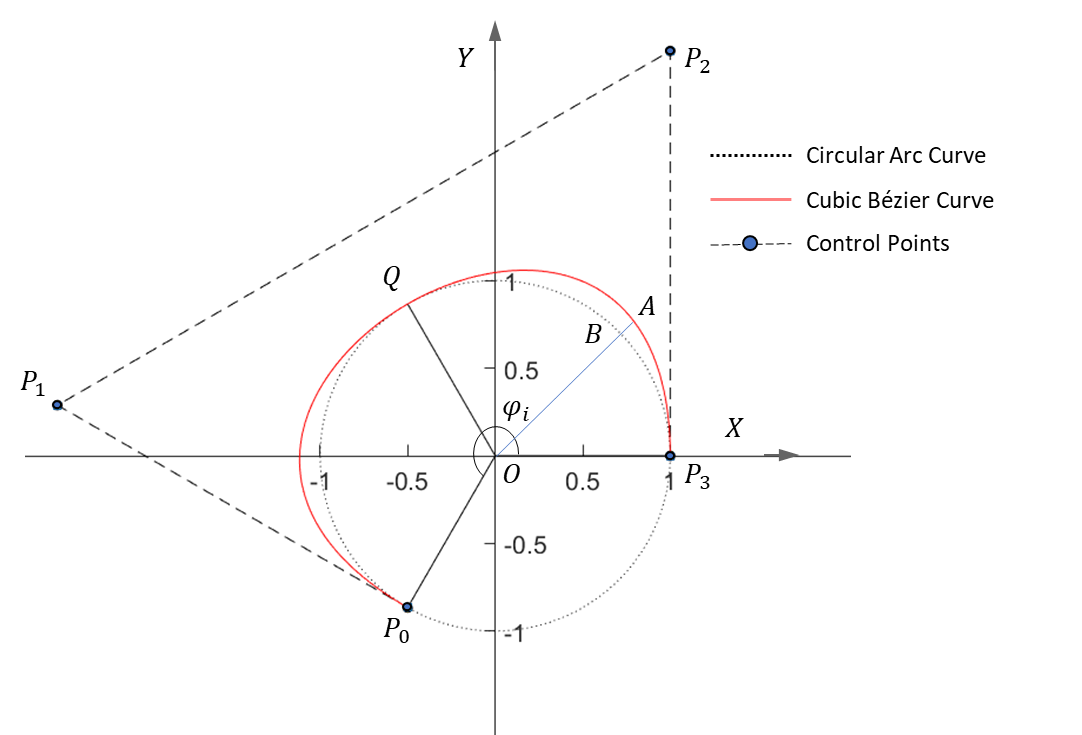 Y
P₂
Circular Arc Curve
Cubic Bézier Curve
Control Points
Q
1
A
B
P₁
0.5
φᵢ
X
O
P₃
-1
-0.5
0.5
1
-0.5
P₀
-1